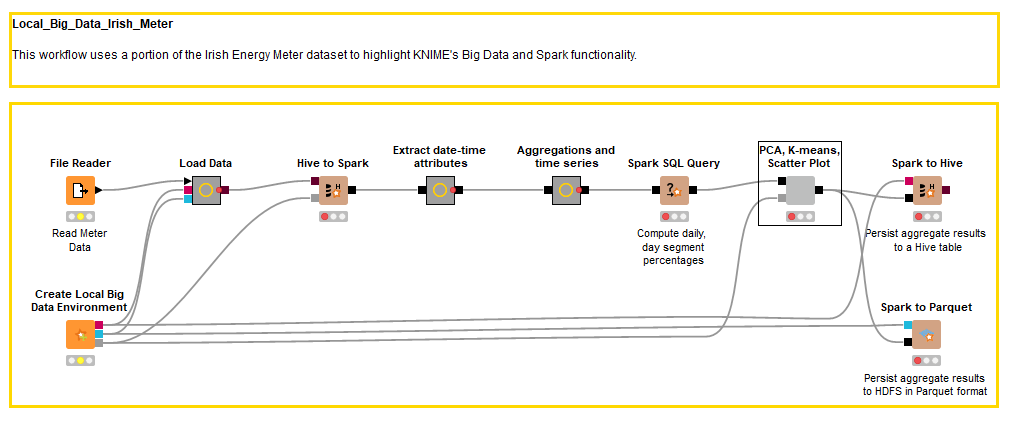 Local_Big_Data_Irish_Meter
This workflow uses a portion of the Irish Energy Meter dataset to highlight KNIME's Big Data and Spark functionality.
File Reader
Read Meter
Data
Load Data
Hive to Spark
H
Extract date-time
attributes
Aggregations and
time series
Spark SQL Query
?
Compute daily,
day segment
percentages
PCA, K-means,
Scatter Plot
Spark to Hive
H
Persist aggregate results
to a Hive table
Create Local Big
Data Environment
Spark to Parquet
Persist aggregate results
to HDFS in Parquet format